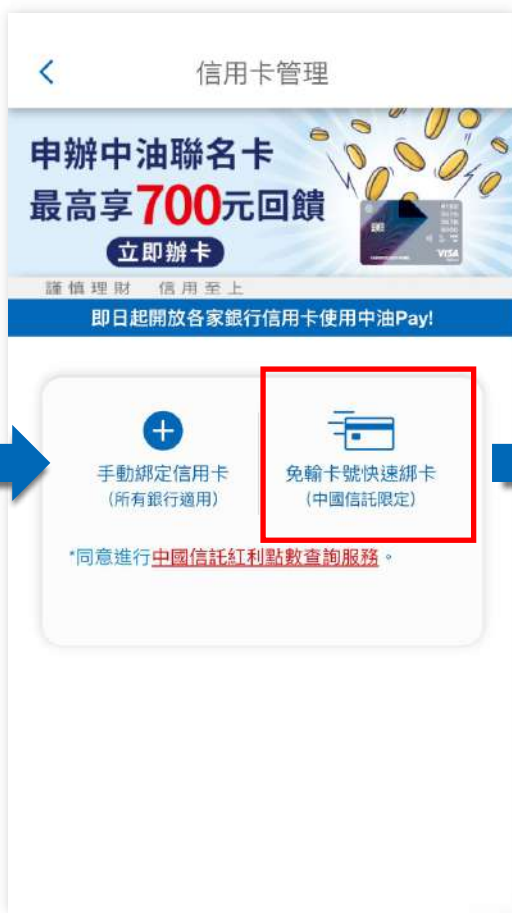 信用卡管理
申辦中油聯名卡
最高享700元回饋
立即辦卡
VISA
謹慎理財 信用至上
即日起開放各家銀行信用卡使用中油Pay!
手動綁定信用卡
(所有銀行適用)
免輸卡號快速綁卡
(中國信託限定)
*同意進行中國信託紅利點數查詢服務。